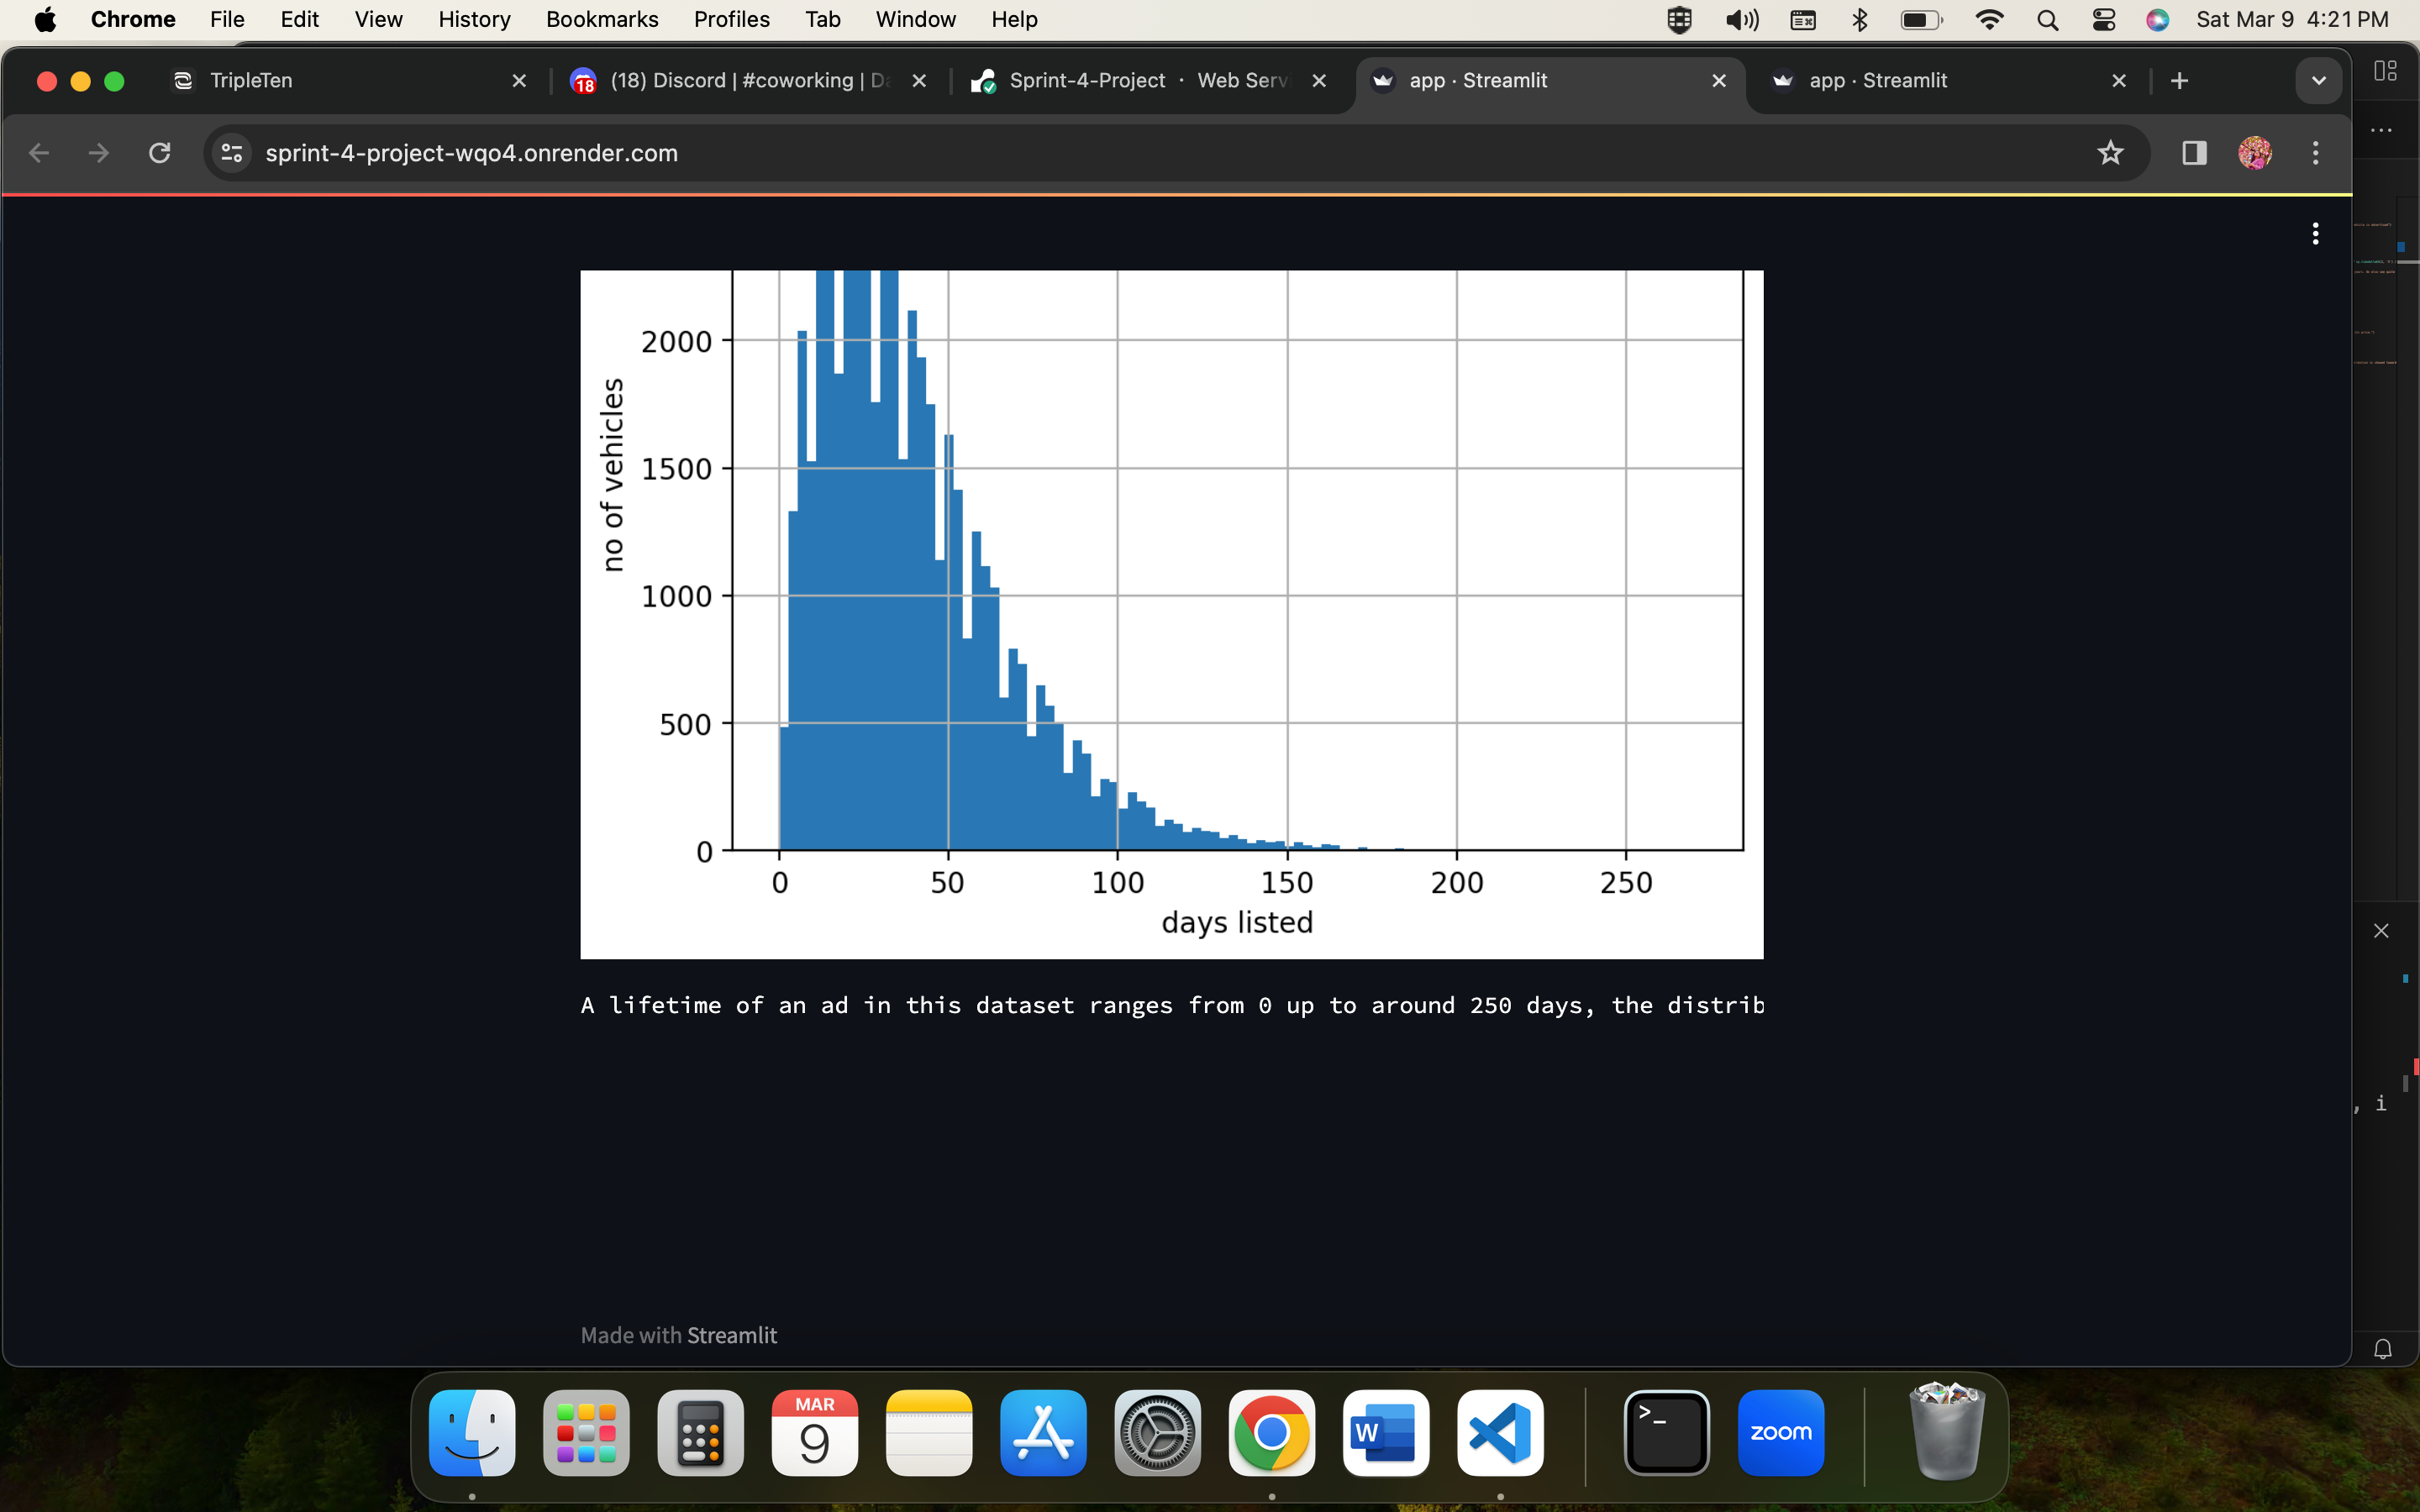 Chrome File Edit View History Bookmarks Profiles Tab Window Help Sat Mar 9 4:21 PM
TripleTen (18) Discord | #coworking | Da Sprint-4-Project · Web Servi app · Streamlit app · Streamlit
18
sprint-4-project-wqo4.onrender.com
2000
1500
1000
500
0
no of vehicles
0 50 100 150 200 250
days listed
A lifetime of an ad in this dataset ranges from 0 up to around 250 days, the distrib
, i
Made with Streamlit
MAR
9
W
>_
zoom